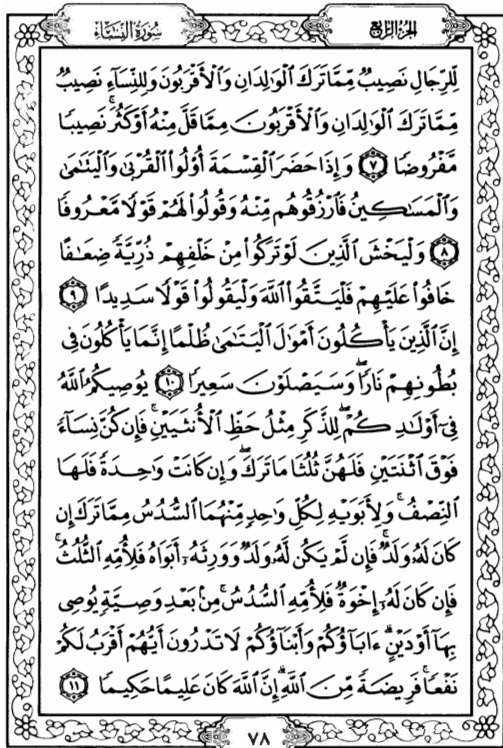 الجزء الرابع
سورة النساء
لِّلرِّجَالِ نَصِيبٌ مِّمَّا تَرَكَ ٱلْوَٰلِدَانِ وَٱلْأَقْرَبُونَ وَلِلنِّسَآءِ نَصِيبٌ
مِّمَّا تَرَكَ ٱلْوَٰلِدَانِ وَٱلْأَقْرَبُونَ مِمَّا قَلَّ مِنْهُ أَوْ كَثُرَ ۚ نَصِيبًا
مَّفْرُوضًا ٧ وَإِذَا حَضَرَ ٱلْقِسْمَةَ أُو۟لُوا۟ ٱلْقُرْبَىٰ وَٱلْيَتَٰمَىٰ
وَٱلْمَسَٰكِينُ فَٱرْزُقُوهُم مِّنْهُ وَقُولُوا۟ لَهُمْ قَوْلًا مَّعْرُوفًا
٨ وَلْيَخْشَ ٱلَّذِينَ لَوْ تَرَكُوا۟ مِنْ خَلْفِهِمْ ذُرِّيَّةً ضِعَٰفًا
خَافُوا۟ عَلَيْهِمْ فَلْيَتَّقُوا۟ ٱللَّهَ وَلْيَقُولُوا۟ قَوْلًا سَدِيدًا ٩
إِنَّ ٱلَّذِينَ يَأْكُلُونَ أَمْوَٰلَ ٱلْيَتَٰمَىٰ ظُلْمًا إِنَّمَا يَأْكُلُونَ فِى
بُطُونِهِمْ نَارًا ۖ وَسَيَصْلَوْنَ سَعِيرًا ١٠ يُوصِيكُمُ ٱللَّهُ
فِىٓ أَوْلَٰدِكُمْ ۖ لِلذَّكَرِ مِثْلُ حَظِّ ٱلْأُنثَيَيْنِ ۚ فَإِن كُنَّ نِسَآءً
فَوْقَ ٱثْنَتَيْنِ فَلَهُنَّ ثُلُثَا مَا تَرَكَ ۖ وَإِن كَانَتْ وَٰحِدَةً فَلَهَا
ٱلنِّصْفُ ۚ وَلِأَبَوَيْهِ لِكُلِّ وَٰحِدٍ مِّنْهُمَا ٱلسُّدُسُ مِمَّا تَرَكَ إِن
كَانَ لَهُۥ وَلَدٌ ۚ فَإِن لَّمْ يَكُن لَّهُۥ وَلَدٌ وَوَرِثَهُۥٓ أَبَوَاهُ فَلِأُمِّهِ ٱلثُّلُثُ ۚ
فَإِن كَانَ لَهُۥٓ إِخْوَةٌ فَلِأُمِّهِ ٱلسُّدُسُ ۚ مِنۢ بَعْدِ وَصِيَّةٍ يُوصِى
بِهَآ أَوْ دَيْنٍ ۗ ءَابَآؤُكُمْ وَأَبْنَآؤُكُمْ لَا تَدْرُونَ أَيُّهُمْ أَقْرَبُ لَكُمْ
نَفْعًا ۚ فَرِيضَةً مِّنَ ٱللَّهِ ۗ إِنَّ ٱللَّهَ كَانَ عَلِيمًا حَكِيمًا ١١
٧٨